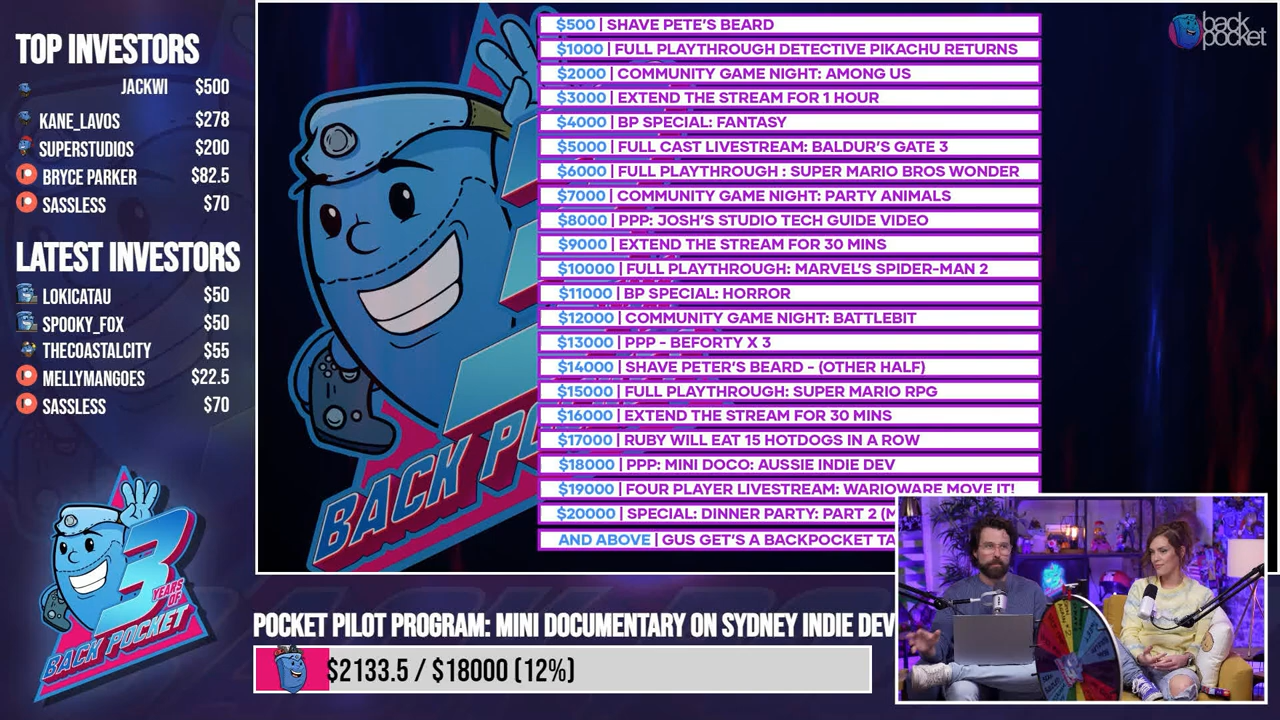 TOP INVESTORS
JACKWI $500
KANE_LAVOS $278
SUPERSTUDIOS $200
BRYCE PARKER $82.5
SASSLESS $70
LATEST INVESTORS
LOKICATAU $50
SPOOKY_FOX $50
THECOASTALCITY $55
MELLYMANGOES $22.5
SASSLESS $70
3
YEARS OF
BACK POCKET
BACK PO
$500 | SHAVE PETE'S BEARD
$1000 | FULL PLAYTHROUGH DETECTIVE PIKACHU RETURNS
$2000 | COMMUNITY GAME NIGHT: AMONG US
$3000 | EXTEND THE STREAM FOR 1 HOUR
$4000 | BP SPECIAL: FANTASY
$5000 | FULL CAST LIVESTREAM: BALDUR'S GATE 3
$6000 | FULL PLAYTHROUGH : SUPER MARIO BROS WONDER
$7000 | COMMUNITY GAME NIGHT: PARTY ANIMALS
$8000 | PPP: JOSH'S STUDIO TECH GUIDE VIDEO
$9000 | EXTEND THE STREAM FOR 30 MINS
$10000 | FULL PLAYTHROUGH: MARVEL'S SPIDER-MAN 2
$11000 | BP SPECIAL: HORROR
$12000 | COMMUNITY GAME NIGHT: BATTLEBIT
$13000 | PPP - BEFORTY X 3
$14000 | SHAVE PETER'S BEARD - (OTHER HALF)
$15000 | FULL PLAYTHROUGH: SUPER MARIO RPG
$16000 | EXTEND THE STREAM FOR 30 MINS
$17000 | RUBY WILL EAT 15 HOTDOGS IN A ROW
$18000 | PPP: MINI DOCO: AUSSIE INDIE DEV
$19000 | FOUR PLAYER LIVESTREAM: WARIOWARE MOVE IT!
$20000 | SPECIAL: DINNER PARTY: PART 2 (M
AND ABOVE | GUS GET'S A BACKPOCKET TA
back
pocket
POCKET PILOT PROGRAM: MINI DOCUMENTARY ON SYDNEY INDIE DEV
$2133.5 / $18000 (12%)